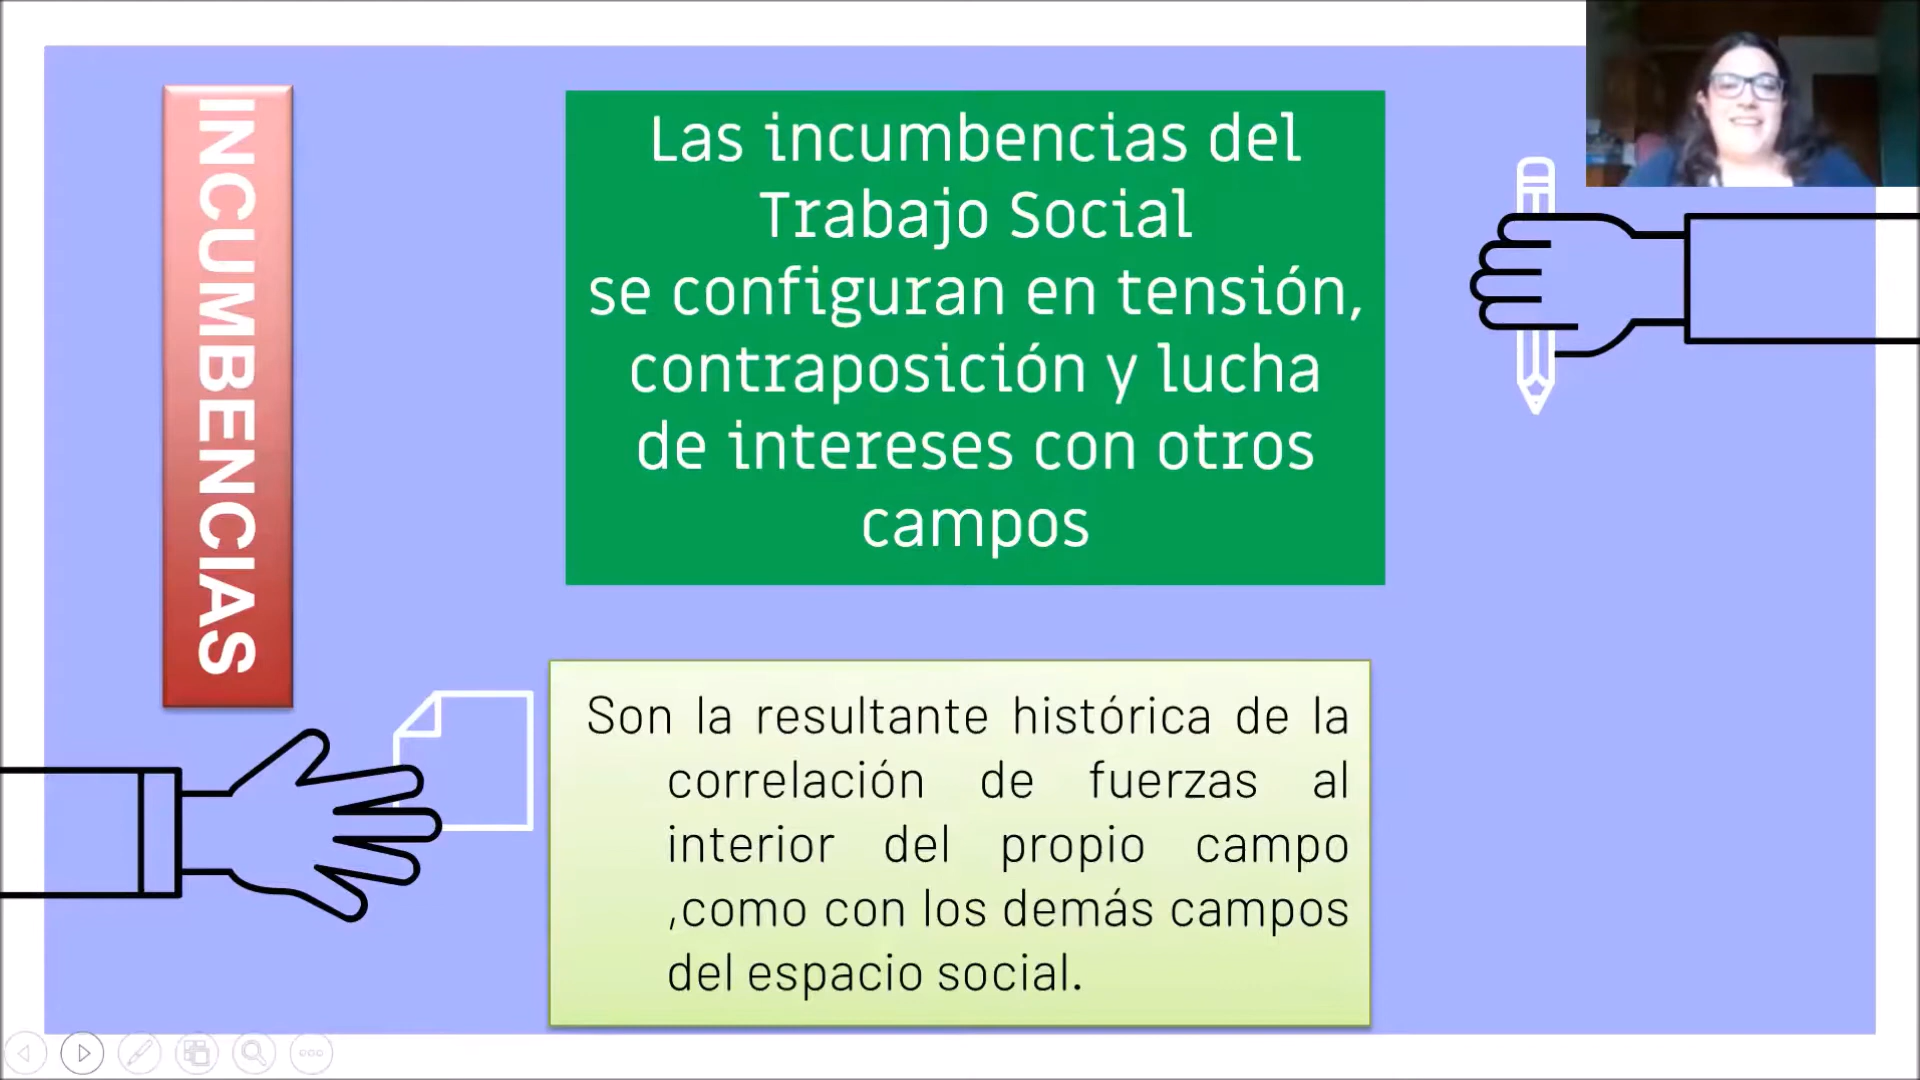 INCUMBENCIAS
Las incumbencias del
Trabajo Social
se configuran en tensión,
contraposición y lucha
de intereses con otros
campos
Son la resultante histórica de la
correlación de fuerzas al
interior del propio campo
,como con los demás campos
del espacio social.